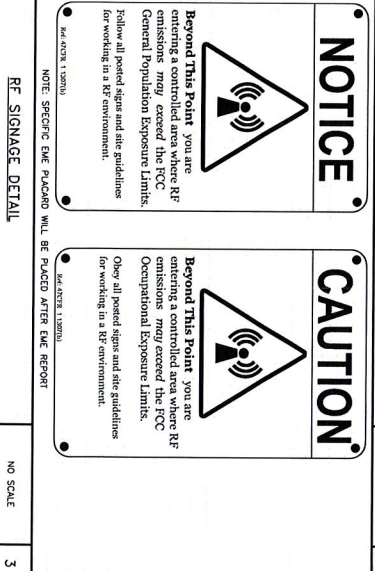 NOTICE
Beyond This Point you are
entering a controlled area where RF
emissions may exceed the FCC
General Population Exposure Limits.
Follow all posted signs and site guidelines
for working in a RF environment.
Ref: 47CFR 1.1307(b)
CAUTION
Beyond This Point you are
entering a controlled area where RF
emissions may exceed the FCC
Occupational Exposure Limits.
Obey all posted signs and site guidelines
for working in a RF environment.
Ref: 47CFR 1.1307(b)
NOTE: SPECIFIC EME PLACARD WILL BE PLACED AFTER EME REPORT
RF SIGNAGE DETAIL
NO SCALE
3